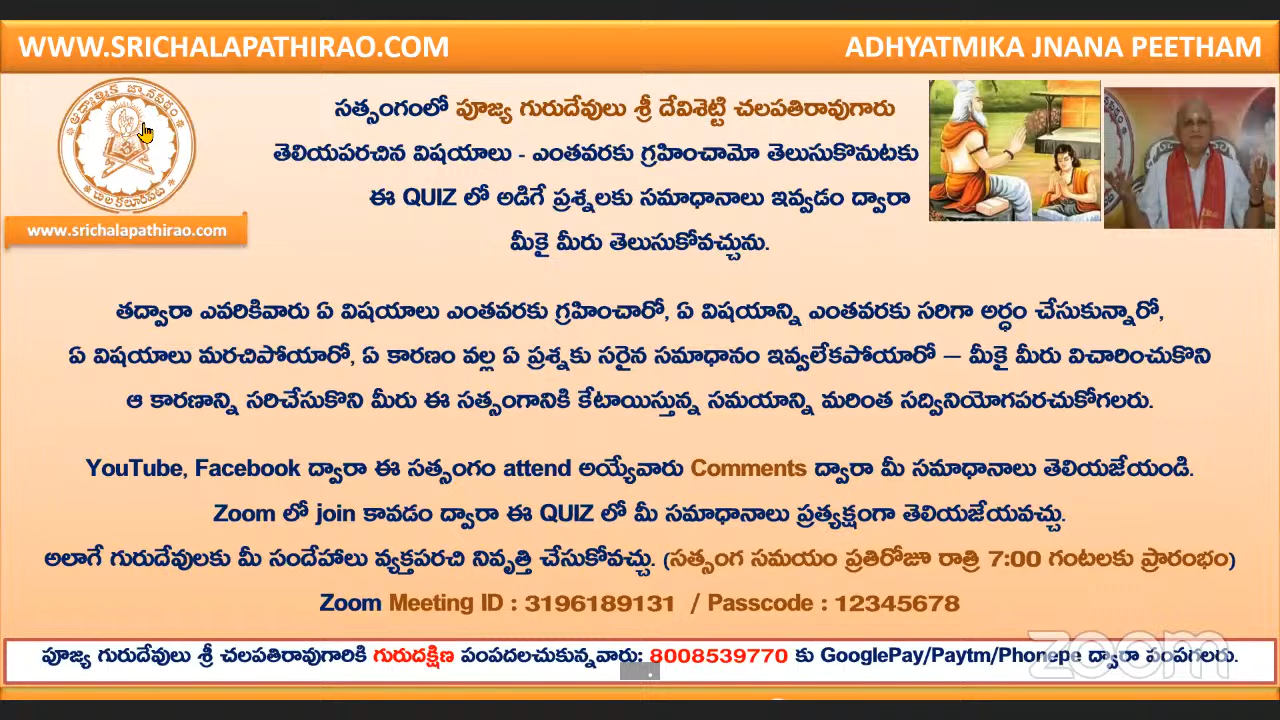 WWW.SRICHALAPATHIRAO.COM
ADHYATMIKA JNANA PEETHAM
www.srichalapathirao.com
సత్సంగంలో పూజ్య గురుదేవులు శ్రీ దేవిశెట్టి చలపతిరావుగారు
తెలియపరచిన విషయాలు - ఎంతవరకు గ్రహించామో తెలుసుకొనుటకు
ఈ QUIZ లో అడిగే ప్రశ్నలకు సమాధానాలు ఇవ్వడం ద్వారా
మీకై మీరు తెలుసుకోవచ్చును.
తద్వారా ఎవరికివారు ఏ విషయాలు ఎంతవరకు గ్రహించారో, ఏ విషయాన్ని ఎంతవరకు సరిగా అర్ధం చేసుకున్నారో,
ఏ విషయాలు మరచిపోయారో, ఏ కారణం వల్ల ఏ ప్రశ్నకు సరైన సమాధానం ఇవ్వలేకపోయారో – మీకై మీరు విచారించుకొని
ఆ కారణాన్ని సరిచేసుకొని మీరు ఈ సత్సంగానికి కేటాయిస్తున్న సమయాన్ని మరింత సద్వినియోగపరచుకోగలరు.
YouTube, Facebook ద్వారా ఈ సత్సంగం attend అయ్యేవారు Comments ద్వారా మీ సమాధానాలు తెలియజేయండి.
Zoom లో join కావడం ద్వారా ఈ QUIZ లో మీ సమాధానాలు ప్రత్యక్షంగా తెలియజేయవచ్చు.
అలాగే గురుదేవులకు మీ సందేహాలు వ్యక్తపరచి నివృత్తి చేసుకోవచ్చు. (సత్సంగ సమయం ప్రతిరోజూ రాత్రి 7:00 గంటలకు ప్రారంభం)
Zoom Meeting ID : 3196189131 / Passcode : 12345678
zoom
పూజ్య గురుదేవులు శ్రీ చలపతిరావుగారికి గురుదక్షిణ పంపదలచుకున్నవారు: 8008539770 కు GooglePay/Paytm/Phonepe ద్వారా పంపగలరు.